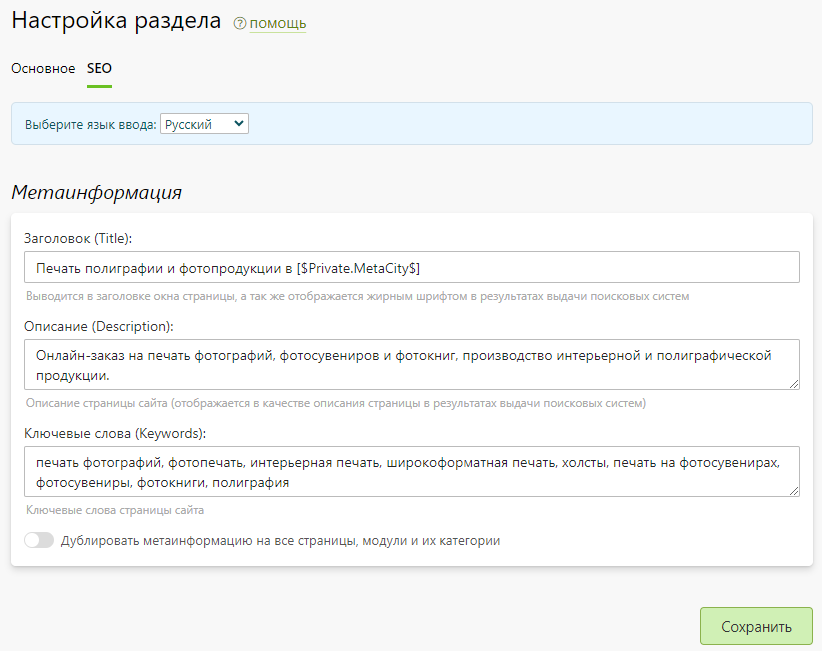 Настройка раздела ? помощь
Основное SEO
Выберите язык ввода: Русский
Метаинформация
Заголовок (Title):
Печать полиграфии и фотопродукции в [$Private.MetaCity$]
Выводится в заголовке окна страницы, а так же отображается жирным шрифтом в результатах выдачи поисковых систем
Описание (Description):
Онлайн-заказ на печать фотографий, фотосувениров и фотокниг, производство интерьерной и полиграфической
продукции.
Описание страницы сайта (отображается в качестве описания страницы в результатах выдачи поисковых систем)
Ключевые слова (Keywords):
печать фотографий, фотопечать, интерьерная печать, широкоформатная печать, холсты, печать на фотосувенирах,
фотосувениры, фотокниги, полиграфия
Ключевые слова страницы сайта
Дублировать метаинформацию на все страницы, модули и их категории
Сохранить